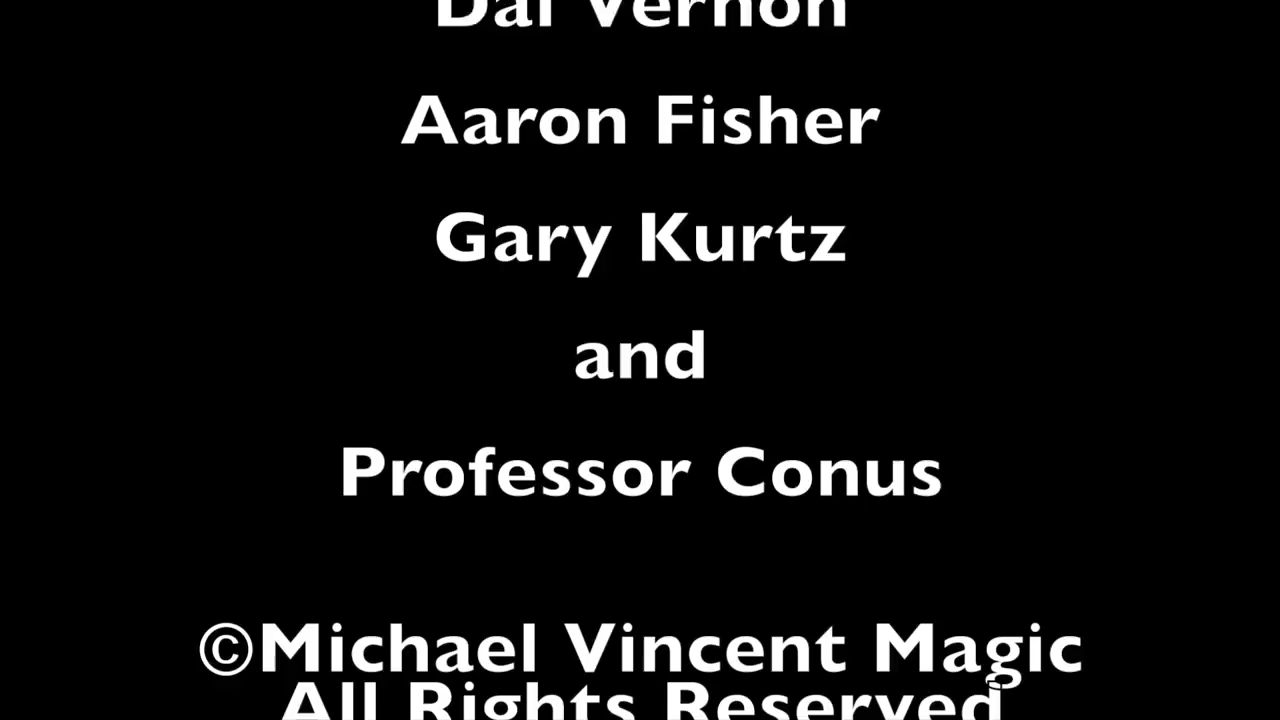 Dai Vernon
Aaron Fisher
Gary Kurtz
and
Professor Conus
©Michael Vincent Magic
All Rights Reserved